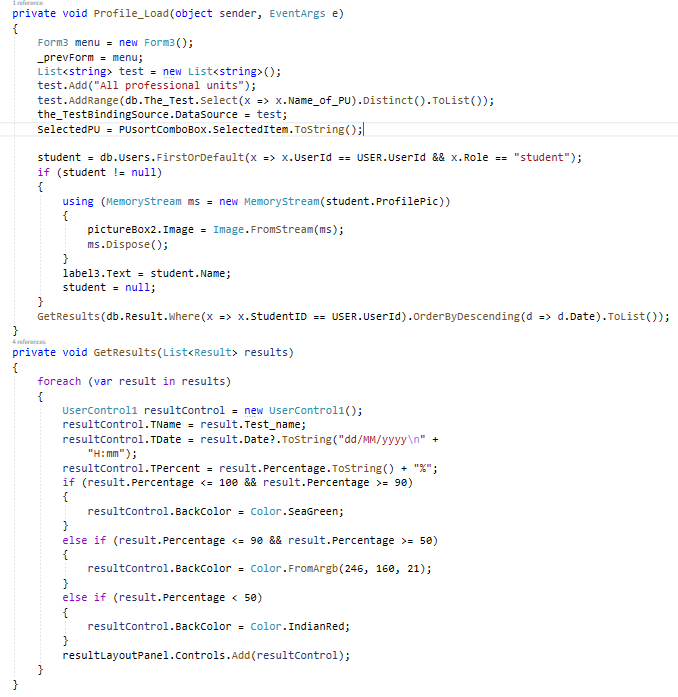 1 reference
private void Profile_Load(object sender, EventArgs e)
{
    Form3 menu = new Form3();
    _prevForm = menu;
    List<string> test = new List<string>();
    test.Add("All professional units");
    test.AddRange(db.The_Test.Select(x => x.Name_of_PU).Distinct().ToList());
    the_TestBindingSource.DataSource = test;
    SelectedPU = PUsortComboBox.SelectedItem.ToString();

    student = db.Users.FirstOrDefault(x => x.UserId == USER.UserId && x.Role == "student");
    if (student != null)
    {
        using (MemoryStream ms = new MemoryStream(student.ProfilePic))
        {
            pictureBox2.Image = Image.FromStream(ms);
            ms.Dispose();
        }
        label3.Text = student.Name;
        student = null;
    }
    GetResults(db.Result.Where(x => x.StudentID == USER.UserId).OrderByDescending(d => d.Date).ToList());
}
4 references
private void GetResults(List<Result> results)
{
    foreach (var result in results)
    {
        UserControl1 resultControl = new UserControl1();
        resultControl.TName = result.Test_name;
        resultControl.TDate = result.Date?.ToString("dd/MM/yyyy\n" +
            "H:mm");
        resultControl.TPercent = result.Percentage.ToString() + "%";
        if (result.Percentage <= 100 && result.Percentage >= 90)
        {
            resultControl.BackColor = Color.SeaGreen;
        }
        else if (result.Percentage <= 90 && result.Percentage >= 50)
        {
            resultControl.BackColor = Color.FromArgb(246, 160, 21);
        }
        else if (result.Percentage < 50)
        {
            resultControl.BackColor = Color.IndianRed;
        }
        resultLayoutPanel.Controls.Add(resultControl);
    }
}